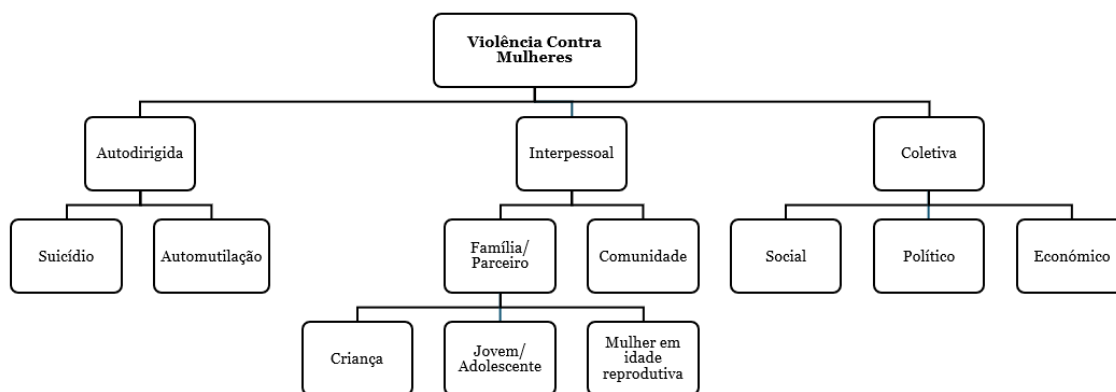 Violência Contra
Mulheres
Autodirigida
Interpessoal
Coletiva
Suicídio
Automutilação
Família/
Parceiro
Comunidade
Social
Político
Económico
Criança
Jovem/
Adolescente
Mulher em
idade
reprodutiva